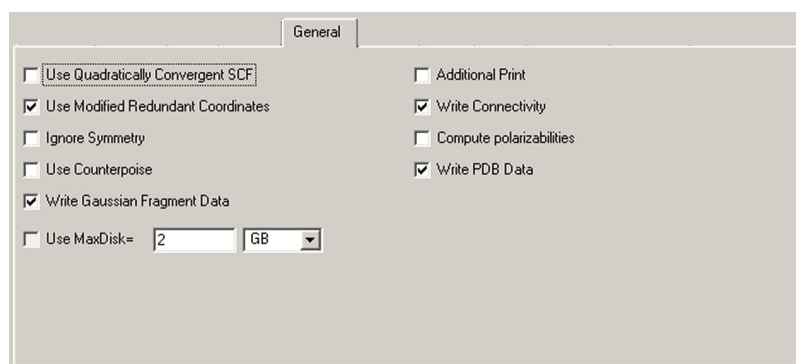 General
Use Quadratically Convergent SCF
Additional Print
Use Modified Redundant Coordinates
Write Connectivity
Ignore Symmetry
Compute polarizabilities
Use Counterpoise
Write PDB Data
Write Gaussian Fragment Data
Use MaxDisk= 2 GB